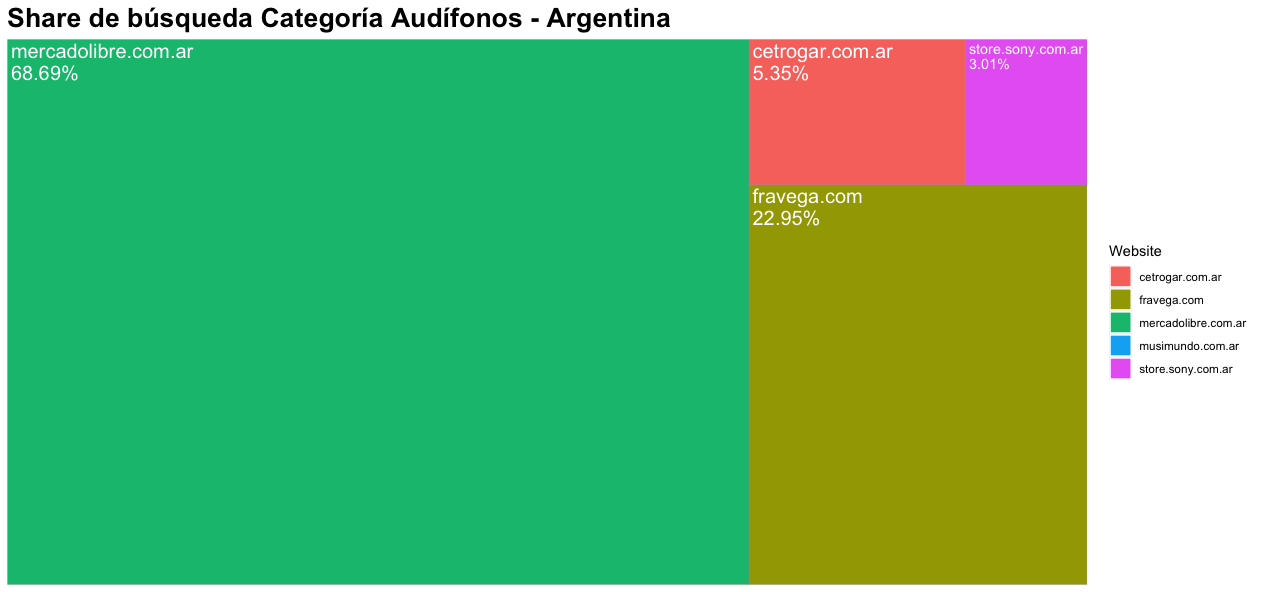 Share de búsqueda Categoría Audífonos - Argentina
mercadolibre.com.ar
68.69%
cetrogar.com.ar
5.35%
store.sony.com.ar
3.01%
fravega.com
22.95%
Website
cetrogar.com.ar
fravega.com
mercadolibre.com.ar
musimundo.com.ar
store.sony.com.ar